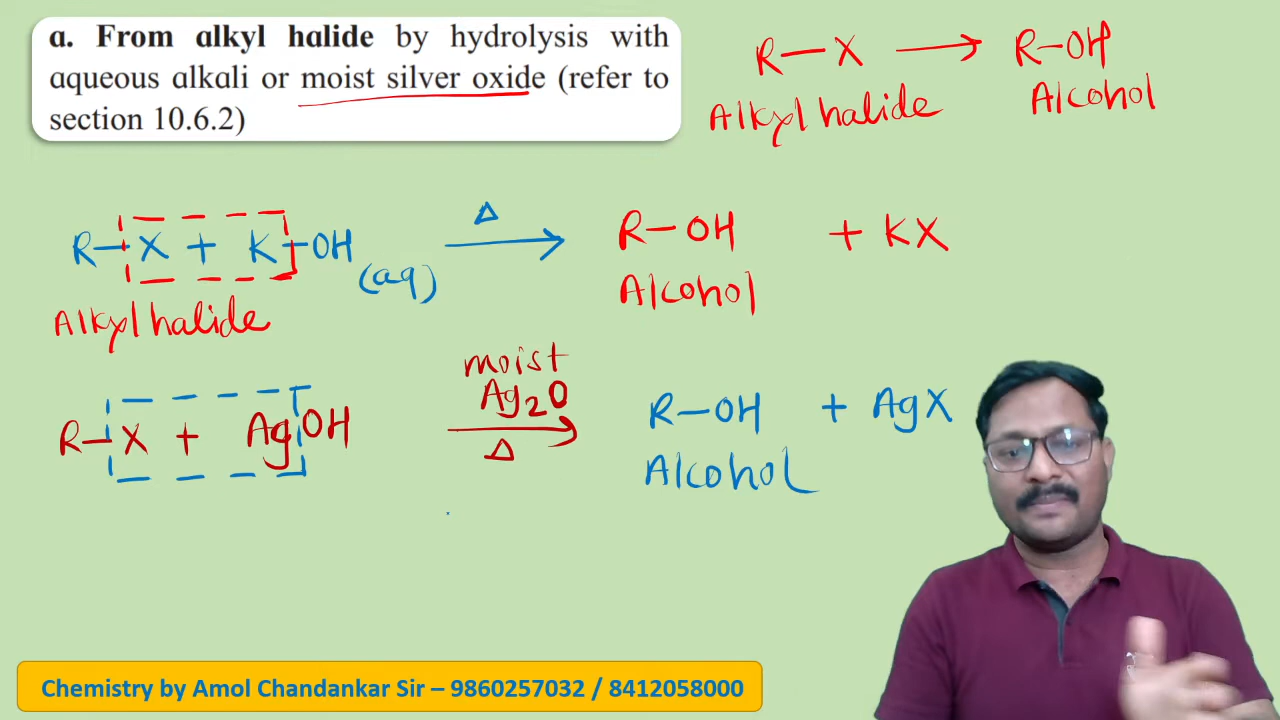 a. From alkyl halide by hydrolysis with
aqueous alkali or moist silver oxide (refer to
section 10.6.2)
R—X ⟶ R—OH
Alkyl halide Alcohol
R—X + K—OH (aq) Δ⟶ R—OH + KX
Alkyl halide Alcohol
R—X + AgOH moist Ag2O Δ⟶ R—OH + AgX
Alcohol
Chemistry by Amol Chandankar Sir – 9860257032 / 8412058000